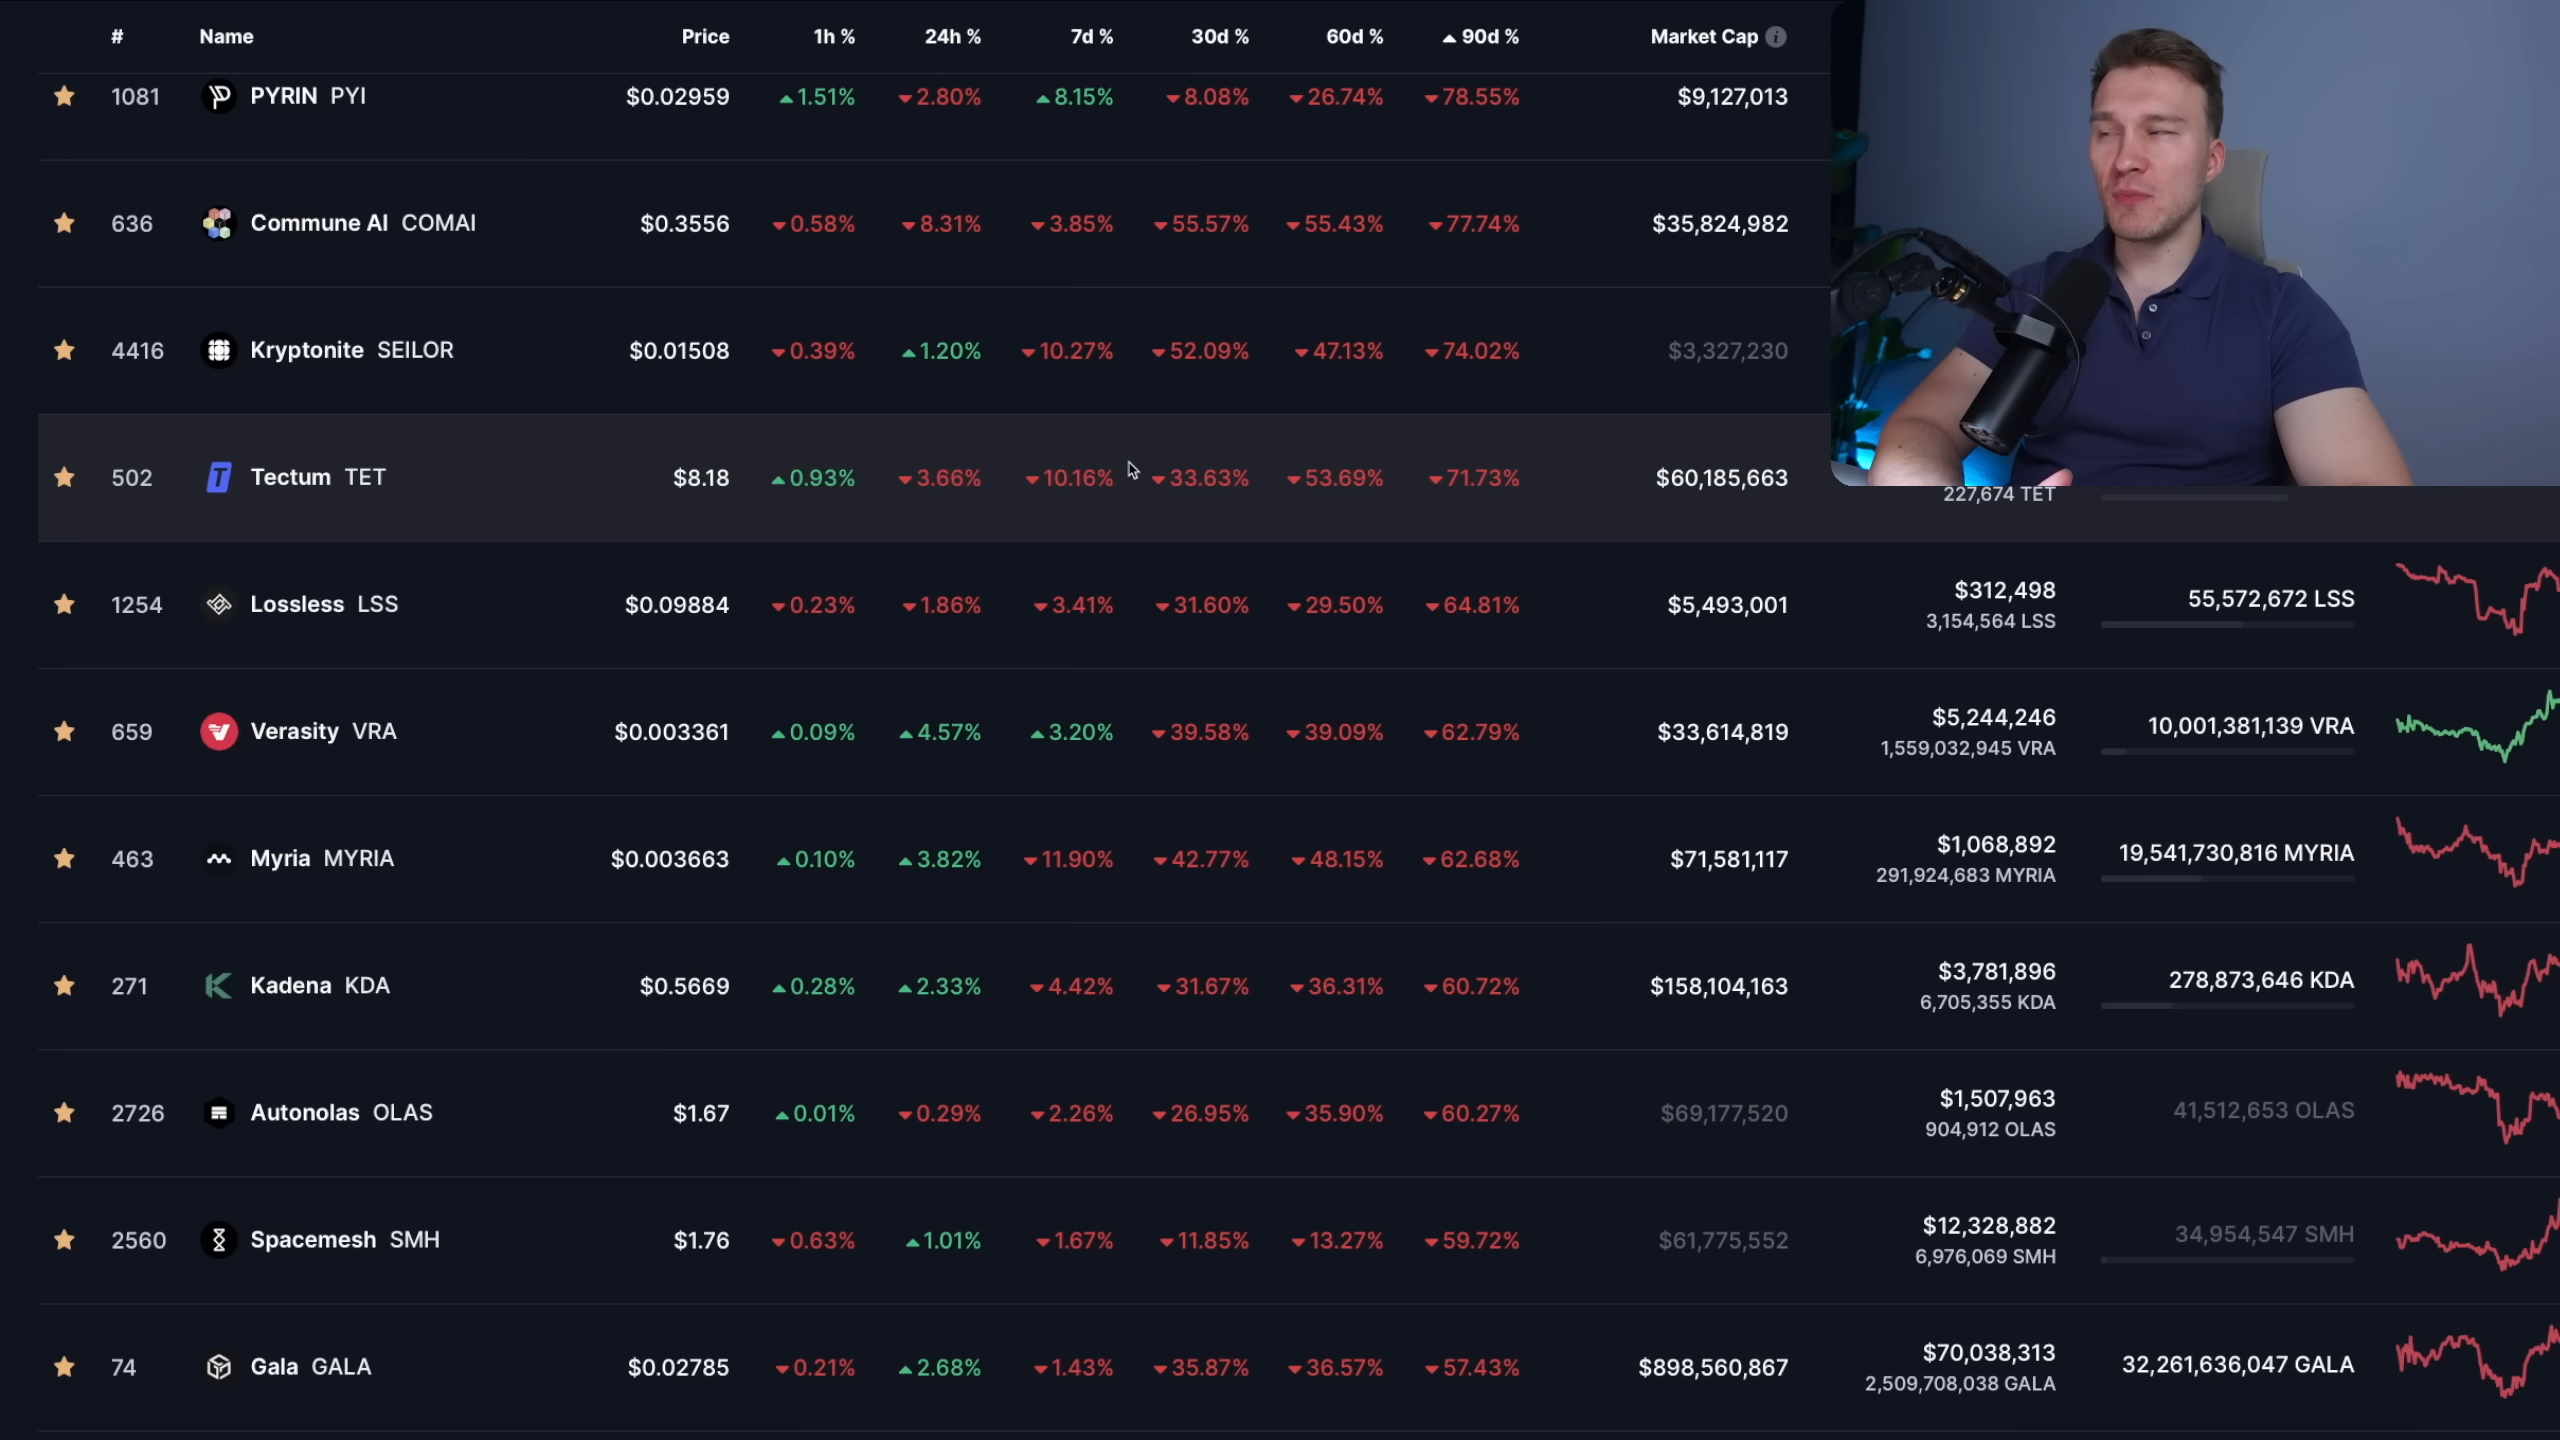 # Name Price 1h % 24h % 7d % 30d % 60d % 90d % Market Cap
1081 PYRIN PYI $0.02959 1.51% 2.80% 8.15% 8.08% 26.74% 78.55% $9,127,013
636 Commune AI COMAI $0.3556 0.58% 8.31% 3.85% 55.57% 55.43% 77.74% $35,824,982
4416 Kryptonite SEILOR $0.01508 0.39% 1.20% 10.27% 52.09% 47.13% 74.02% $3,327,230
502 Tectum TET $8.18 0.93% 3.66% 10.16% 33.63% 53.69% 71.73% $60,185,663
227,674 TET
1254 Lossless LSS $0.09884 0.23% 1.86% 3.41% 31.60% 29.50% 64.81% $5,493,001 $312,498 55,572,672 LSS
3,154,564 LSS
659 Verasity VRA $0.003361 0.09% 4.57% 3.20% 39.58% 39.09% 62.79% $33,614,819 $5,244,246 10,001,381,139 VRA
1,559,032,945 VRA
463 Myria MYRIA $0.003663 0.10% 3.82% 11.90% 42.77% 48.15% 62.68% $71,581,117 $1,068,892 19,541,730,816 MYRIA
291,924,683 MYRIA
271 Kadena KDA $0.5669 0.28% 2.33% 4.42% 31.67% 36.31% 60.72% $158,104,163 $3,781,896 278,873,646 KDA
6,705,355 KDA
2726 Autonolas OLAS $1.67 0.01% 0.29% 2.26% 26.95% 35.90% 60.27% $69,177,520 $1,507,963 41,512,653 OLAS
904,912 OLAS
2560 Spacemesh SMH $1.76 0.63% 1.01% 1.67% 11.85% 13.27% 59.72% $61,775,552 $12,328,882 34,954,547 SMH
6,976,069 SMH
74 Gala GALA $0.02785 0.21% 2.68% 1.43% 35.87% 36.57% 57.43% $898,560,867 $70,038,313 32,261,636,047 GALA
2,509,708,038 GALA